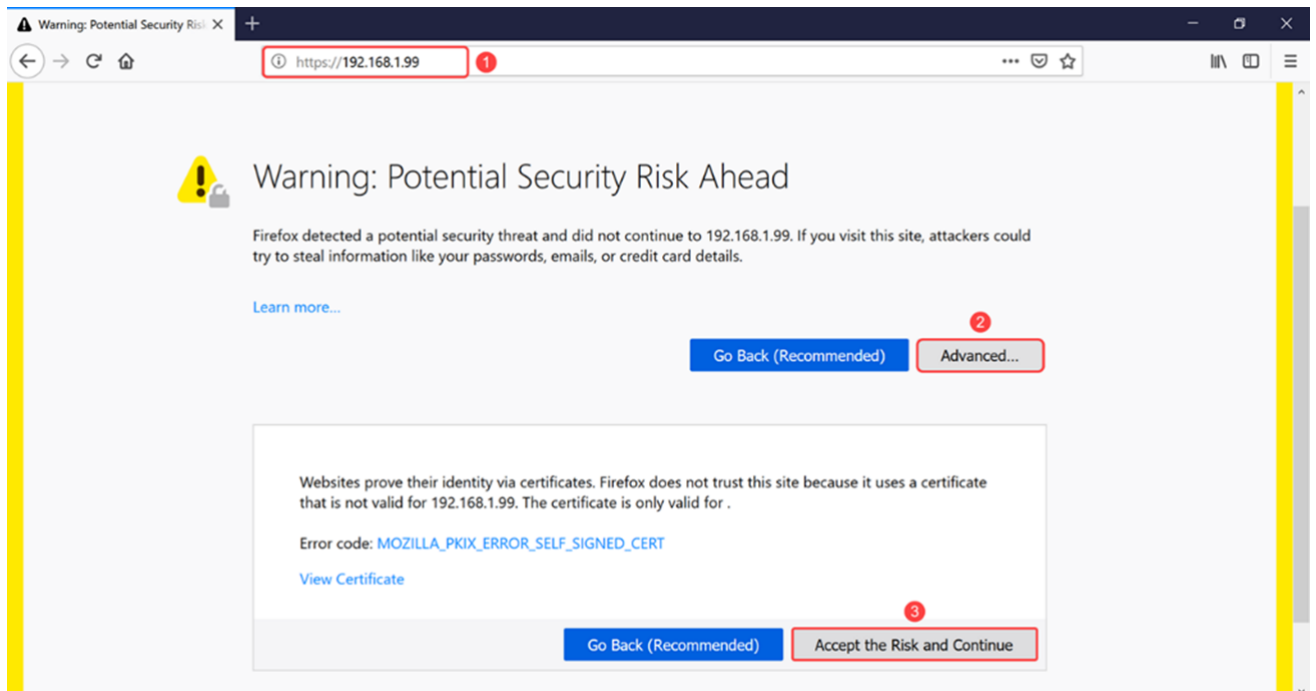 Warning: Potential Security Ris
https://192.168.1.99
1
Warning: Potential Security Risk Ahead
Firefox detected a potential security threat and did not continue to 192.168.1.99. If you visit this site, attackers could
try to steal information like your passwords, emails, or credit card details.
Learn more...
2
Go Back (Recommended)
Advanced...
Websites prove their identity via certificates. Firefox does not trust this site because it uses a certificate
that is not valid for 192.168.1.99. The certificate is only valid for .
Error code: MOZILLA_PKIX_ERROR_SELF_SIGNED_CERT
View Certificate
3
Go Back (Recommended)
Accept the Risk and Continue